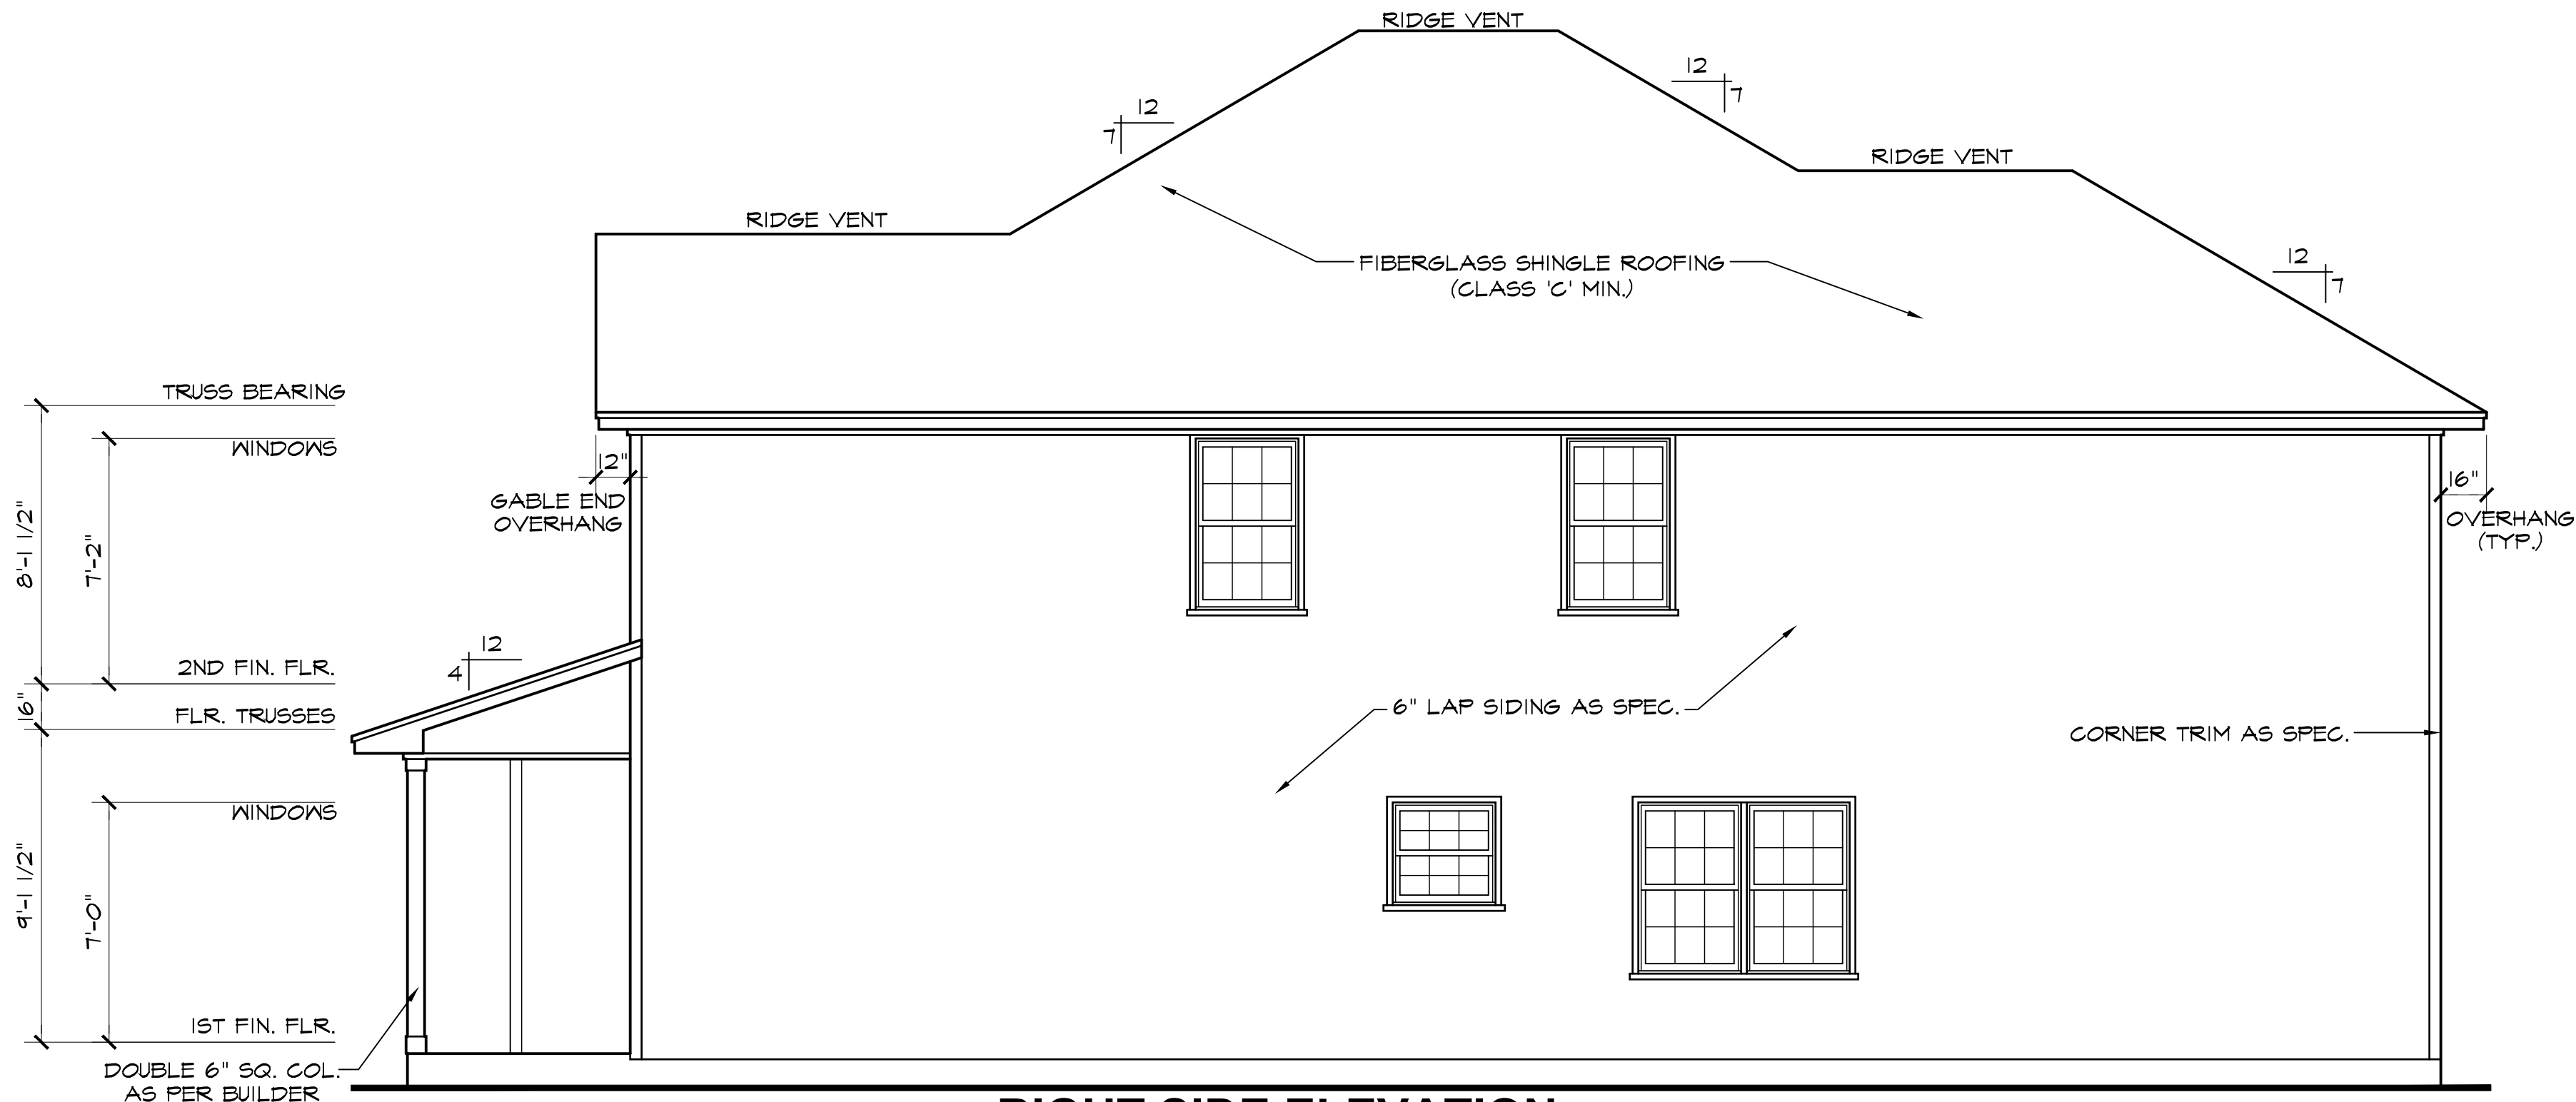 RIDGE VENT
12
7
12
7
RIDGE VENT
RIDGE VENT
12
7
FIBERGLASS SHINGLE ROOFING
(CLASS 'C' MIN.)
TRUSS BEARING
WINDOWS
12"
GABLE END
OVERHANG
16"
OVERHANG
(TYP.)
8'-1 1/2"
7'-2"
12
4
2ND FIN. FLR.
16"
FLR. TRUSSES
6" LAP SIDING AS SPEC.
CORNER TRIM AS SPEC.
WINDOWS
9'-1 1/2"
7'-0"
1ST FIN. FLR.
DOUBLE 6" SQ. COL.
AS PER BUILDER
RIGHT SIDE ELEVATION